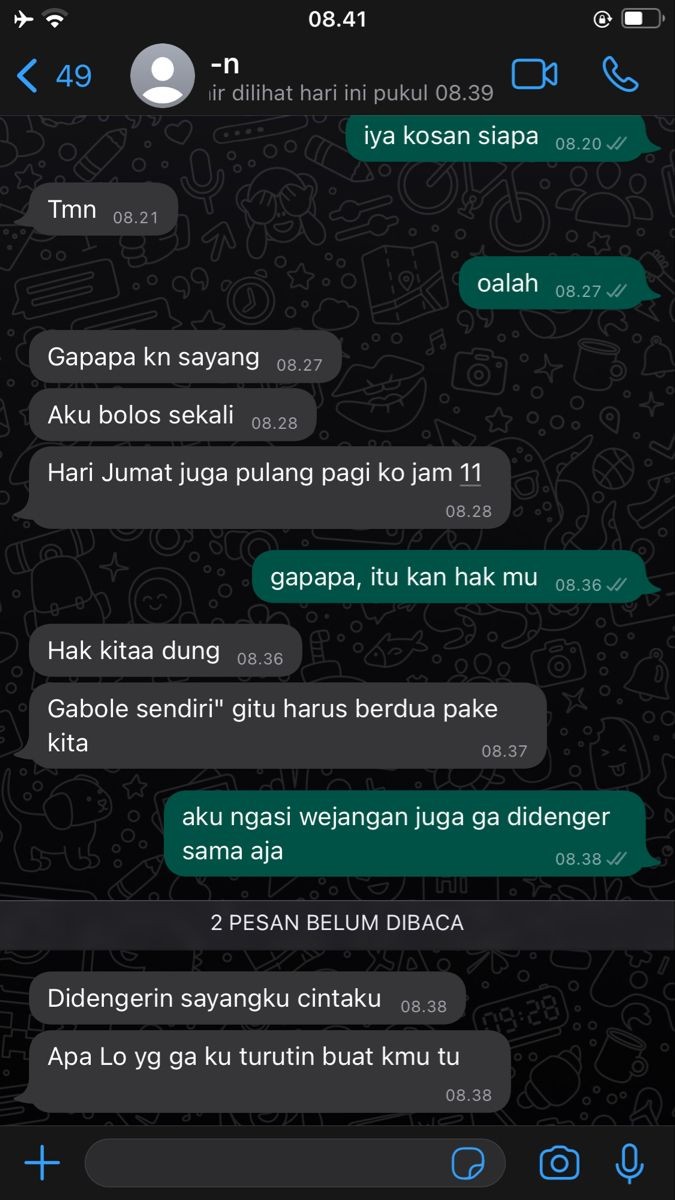 08.41
49
-n
ir dilihat hari ini pukul 08.39
iya kosan siapa 08.20
Tmn 08.21
oalah 08.27
Gapapa kn sayang 08.27
Aku bolos sekali 08.28
Hari Jumat juga pulang pagi ko jam 11
08.28
gapapa, itu kan hak mu 08.36
Hak kitaa dung 08.36
Gabole sendiri" gitu harus berdua pake
kita 08.37
aku ngasi wejangan juga ga didenger
sama aja 08.38
2 PESAN BELUM DIBACA
Didengerin sayangku cintaku 08.38
09:28
Apa Lo yg ga ku turutin buat kmu tu
08.38